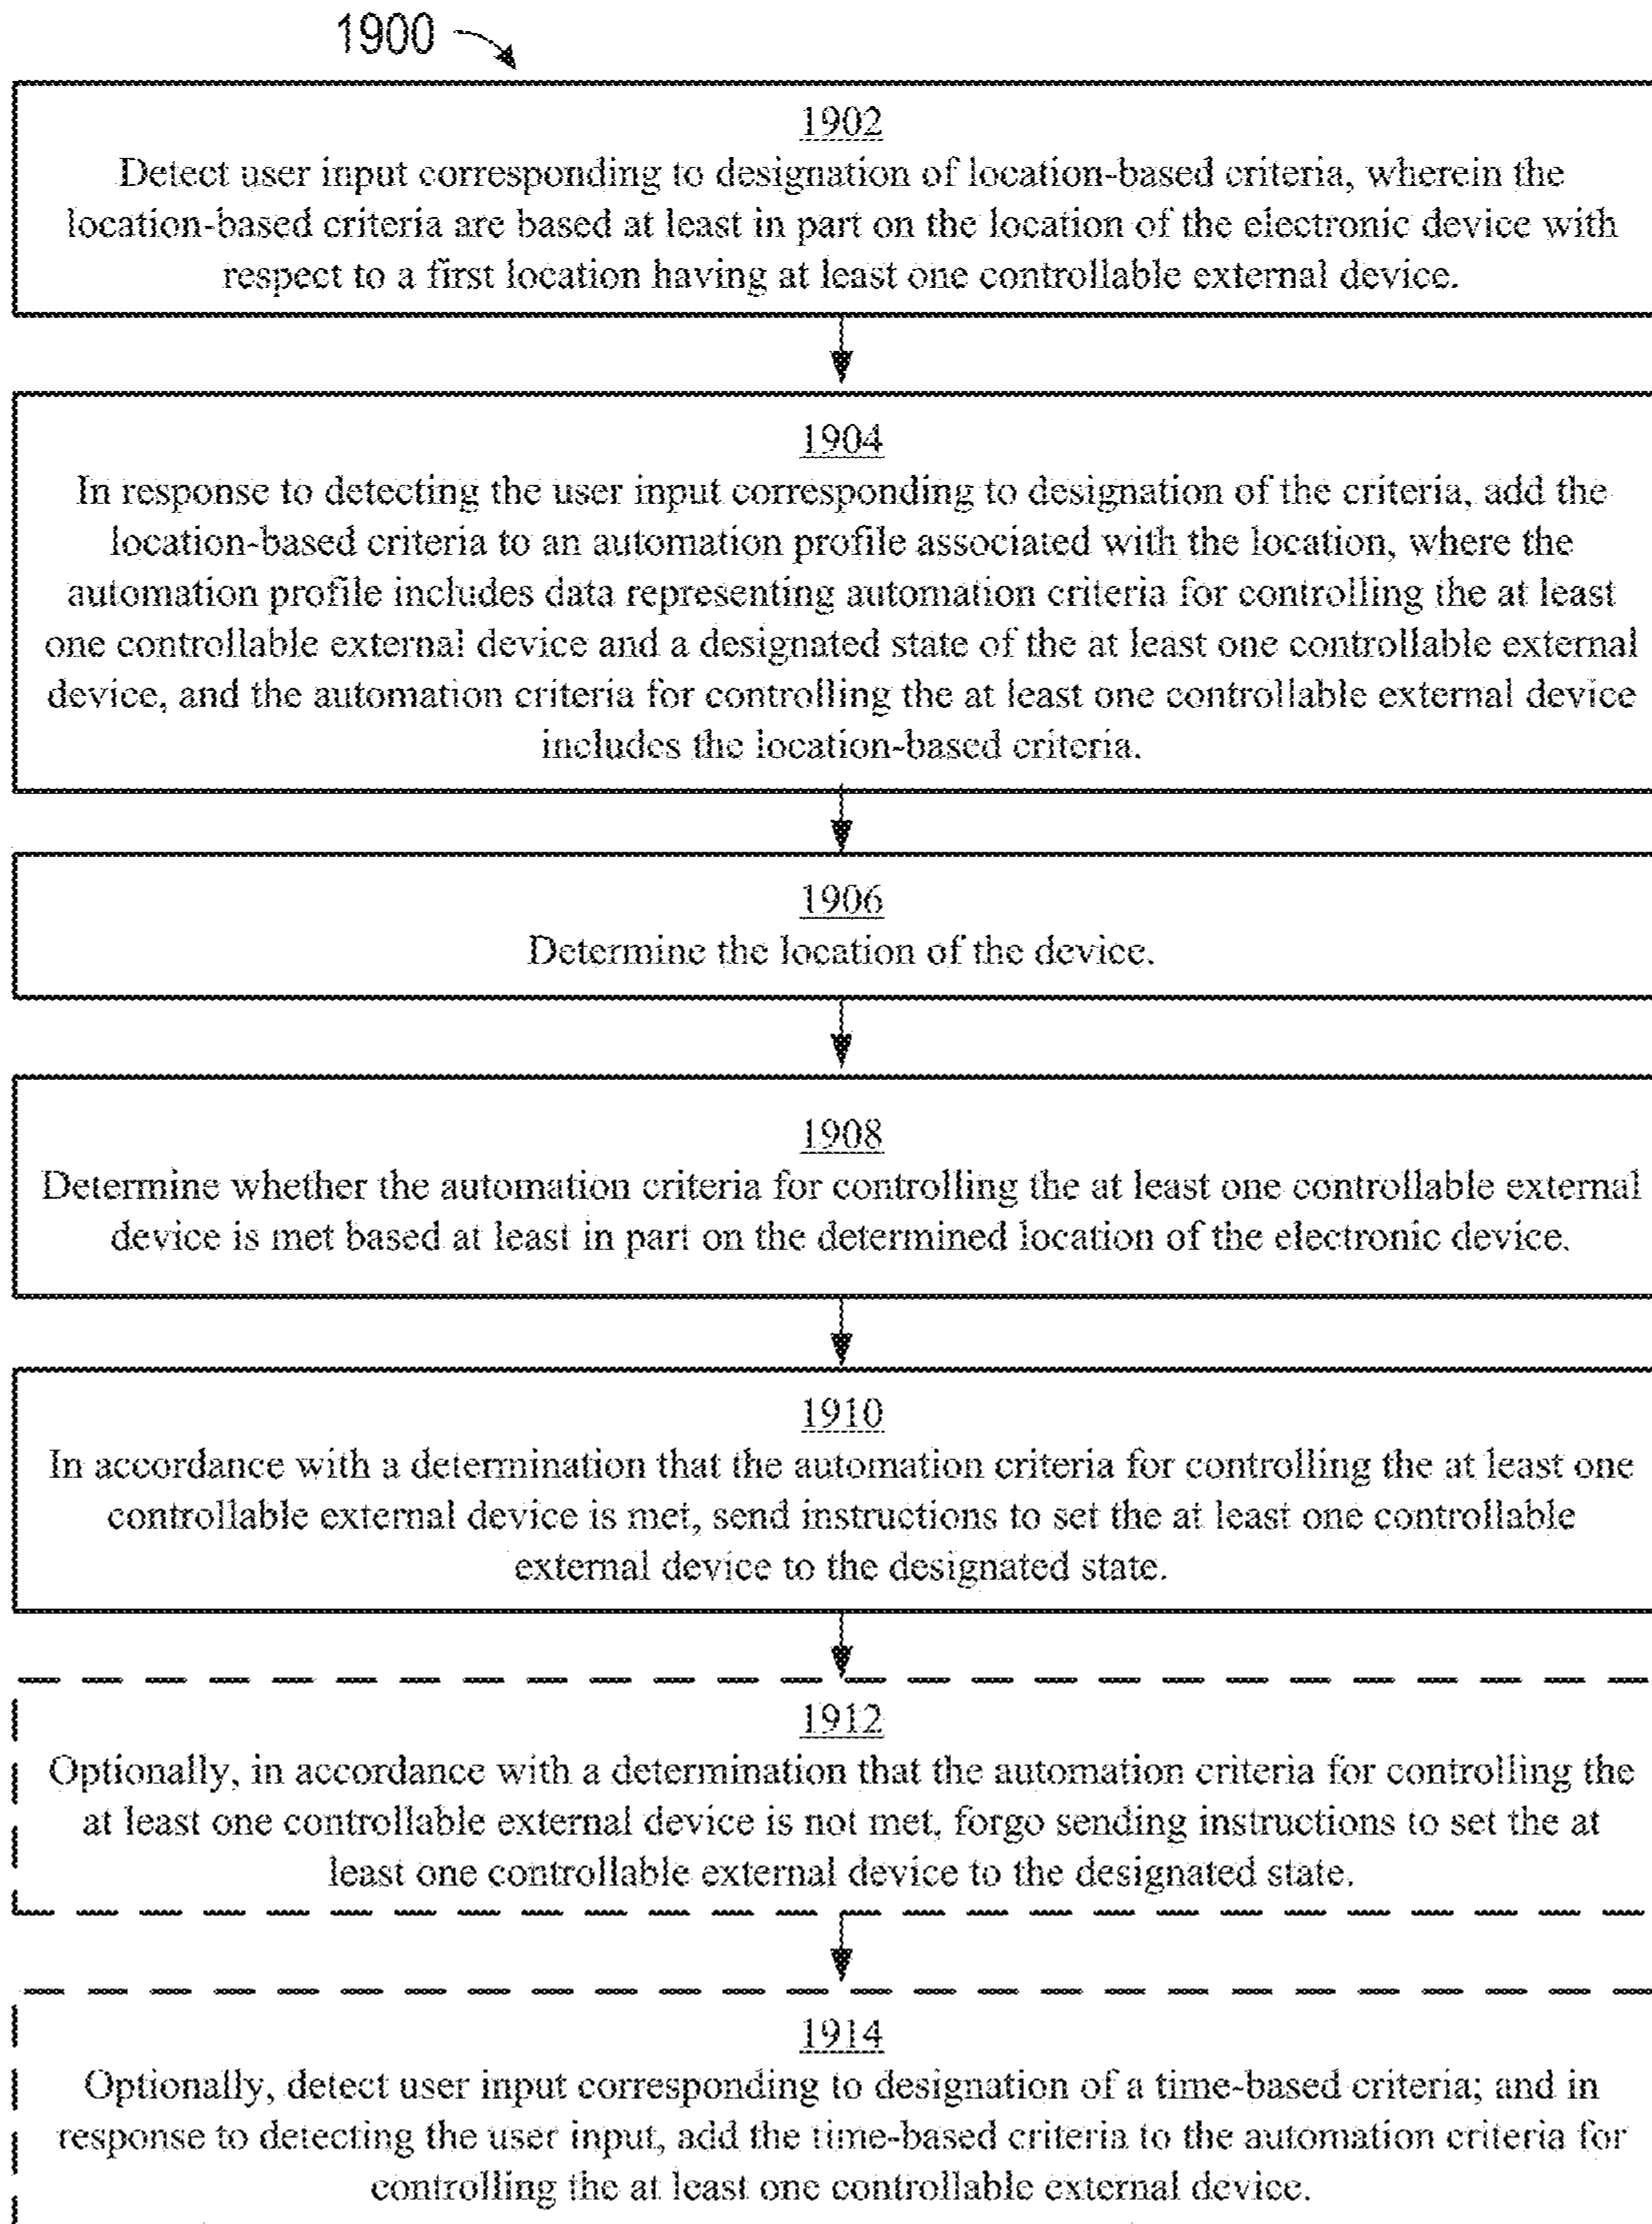 1900
1902
Detect user input corresponding to designation of location-based criteria, wherein the
location-based criteria are based at least in part on the location of the electronic device with
respect to a first location having at least one controllable external device.
1904
In response to detecting the user input corresponding to designation of the criteria, add the
location-based criteria to an automation profile associated with the location, where the
automation profile includes data representing automation criteria for controlling the at least
one controllable external device and a designated state of the at least one controllable external
device, and the automation criteria for controlling the at least one controllable external device
includes the location-based criteria.
1906
Determine the location of the device.
1908
Determine whether the automation criteria for controlling the at least one controllable external
device is met based at least in part on the determined location of the electronic device.
1910
In accordance with a determination that the automation criteria for controlling the at least one
controllable external device is met, send instructions to set the at least one controllable
external device to the designated state.
1912
Optionally, in accordance with a determination that the automation criteria for controlling the
at least one controllable external device is not met, forgo sending instructions to set the at
least one controllable external device to the designated state.
1914
Optionally, detect user input corresponding to designation of a time-based criteria; and in
response to detecting the user input, add the time-based criteria to the automation criteria for
controlling the at least one controllable external device.